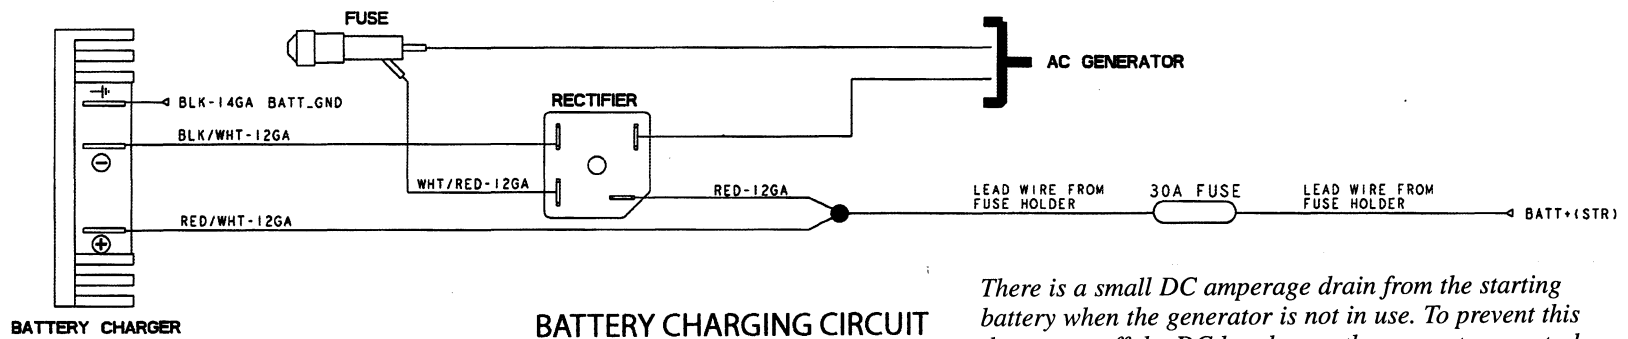 FUSE
AC GENERATOR
RECTIFIER
BLK-14GA BATT_GND
BLK/WHT-12GA
WHT/RED-12GA
RED-12GA
LEAD WIRE FROM
FUSE HOLDER
30A FUSE
LEAD WIRE FROM
FUSE HOLDER
BATT+(STR)
RED/WHT-12GA
BATTERY CHARGER
BATTERY CHARGING CIRCUIT
There is a small DC amperage drain from the starting
battery when the generator is not in use. To prevent this